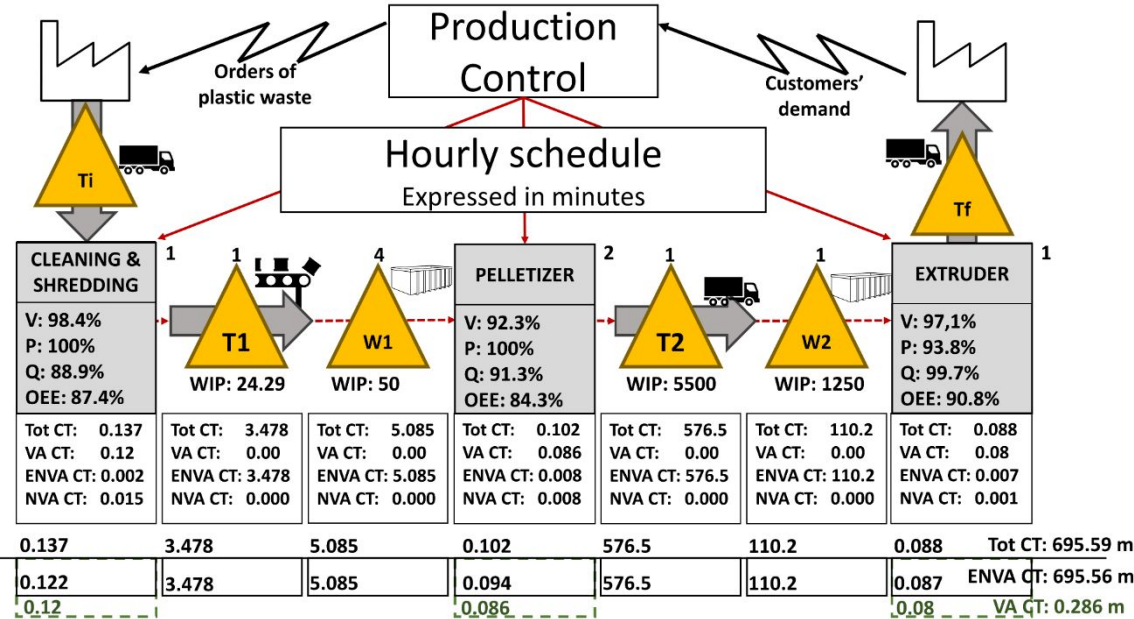 Production
Control
Orders of
plastic waste
Customers'
demand
Hourly schedule
Expressed in minutes
Ti
Tf
CLEANING &
SHREDDING
1
V: 98.4%
P: 100%
Q: 88.9%
OEE: 87.4%
1
T1
WIP: 24.29
4
W1
WIP: 50
PELLETIZER
2
V: 92.3%
P: 100%
Q: 91.3%
OEE: 84.3%
1
T2
WIP: 5500
1
W2
WIP: 1250
EXTRUDER
1
V: 97,1%
P: 93.8%
Q: 99.7%
OEE: 90.8%
Tot CT: 0.137
VA CT: 0.12
ENVA CT: 0.002
NVA CT: 0.015
Tot CT: 3.478
VA CT: 0.00
ENVA CT: 3.478
NVA CT: 0.000
Tot CT: 5.085
VA CT: 0.00
ENVA CT: 5.085
NVA CT: 0.000
Tot CT: 0.102
VA CT: 0.086
ENVA CT: 0.008
NVA CT: 0.008
Tot CT: 576.5
VA CT: 0.00
ENVA CT: 576.5
NVA CT: 0.000
Tot CT: 110.2
VA CT: 0.00
ENVA CT: 110.2
NVA CT: 0.000
Tot CT: 0.088
VA CT: 0.08
ENVA CT: 0.007
NVA CT: 0.001
0.137 3.478 5.085 0.102 576.5 110.2 0.088 Tot CT: 695.59 m
0.122 3.478 5.085 0.094 576.5 110.2 0.087 ENVA CT: 695.56 m
0.12 0.086 0.08 VA CT: 0.286 m